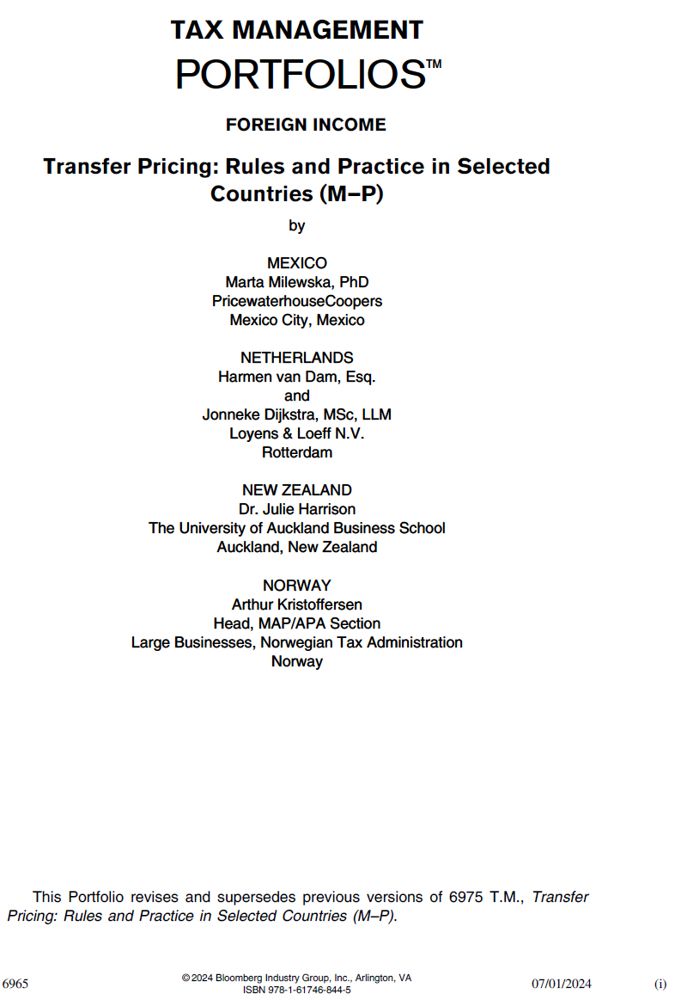 TAX MANAGEMENT
PORTFOLIOS™
FOREIGN INCOME
Transfer Pricing: Rules and Practice in Selected
Countries (M–P)
by
MEXICO
Marta Milewska, PhD
PricewaterhouseCoopers
Mexico City, Mexico
NETHERLANDS
Harmen van Dam, Esq.
and
Jonneke Dijkstra, MSc, LLM
Loyens & Loeff N.V.
Rotterdam
NEW ZEALAND
Dr. Julie Harrison
The University of Auckland Business School
Auckland, New Zealand
NORWAY
Arthur Kristoffersen
Head, MAP/APA Section
Large Businesses, Norwegian Tax Administration
Norway
This Portfolio revises and supersedes previous versions of 6975 T.M., Transfer
Pricing: Rules and Practice in Selected Countries (M–P).
©2024 Bloomberg Industry Group, Inc., Arlington, VA
6965 ISBN 978-1-61746-844-5 07/01/2024 (i)